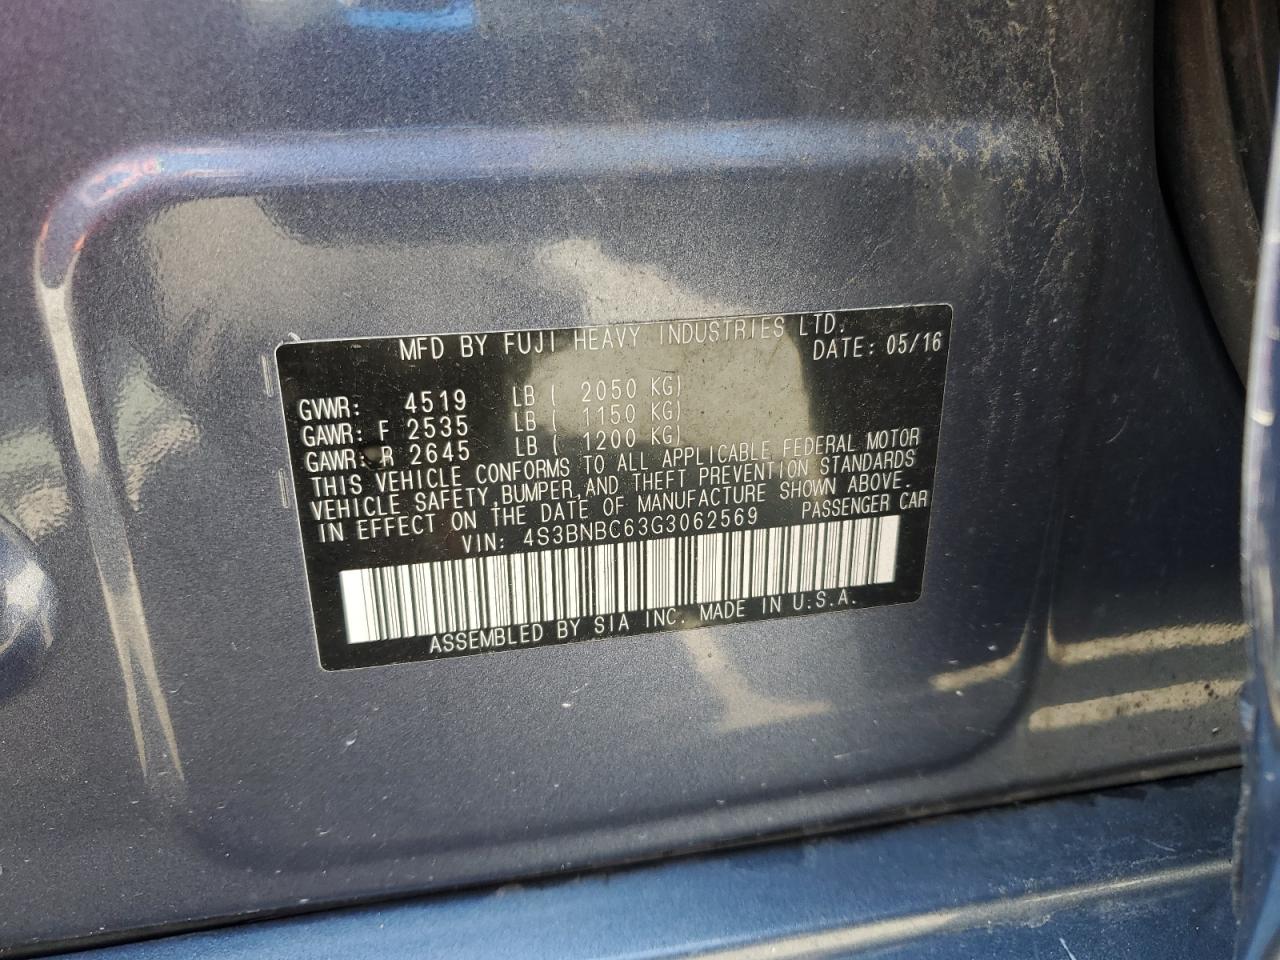 MFD BY FUJI HEAVY INDUSTRIES LTD.
DATE: 05/16
GVWR: 4519 LB ( 2050 KG)
GAWR: F 2535 LB ( 1150 KG)
GAWR: R 2645 LB ( 1200 KG)
THIS VEHICLE CONFORMS TO ALL APPLICABLE FEDERAL MOTOR
VEHICLE SAFETY, BUMPER, AND THEFT PREVENTION STANDARDS
IN EFFECT ON THE DATE OF MANUFACTURE SHOWN ABOVE.
VIN: 4S3BNBC63G3062569 PASSENGER CAR
ASSEMBLED BY SIA INC. MADE IN U.S.A.